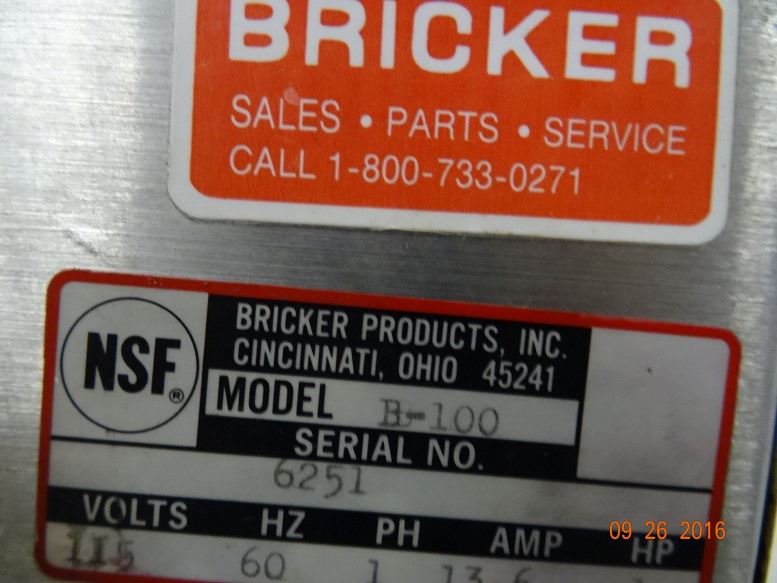 BRICKER
SALES • PARTS • SERVICE
CALL 1-800-733-0271
NSF®
BRICKER PRODUCTS, INC.
CINCINNATI, OHIO 45241
MODEL B-100
SERIAL NO.
6251
VOLTS HZ PH AMP HP
115 60 1 13.6
09 26 2016